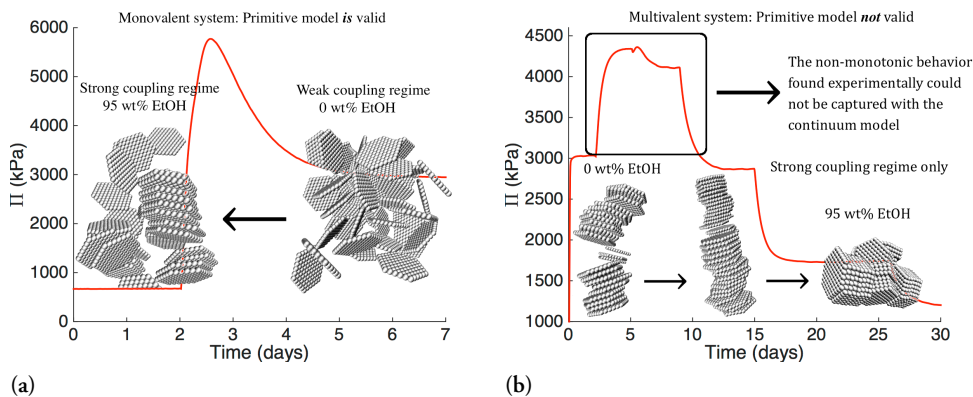 Monovalent system: Primitive model is valid
6000
5000
4000
3000
2000
1000
0
Π (kPa)
Strong coupling regime
95 wt% EtOH
Weak coupling regime
0 wt% EtOH
0 1 2 3 4 5 6 7
Time (days)
(a)
Multivalent system: Primitive model not valid
4500
4000
3500
3000
2500
2000
1500
1000
Π (kPa)
The non-monotonic behavior
found experimentally could
not be captured with the
continuum model
0 wt% EtOH
Strong coupling regime only
95 wt% EtOH
0 5 10 15 20 25 30
Time (days)
(b)